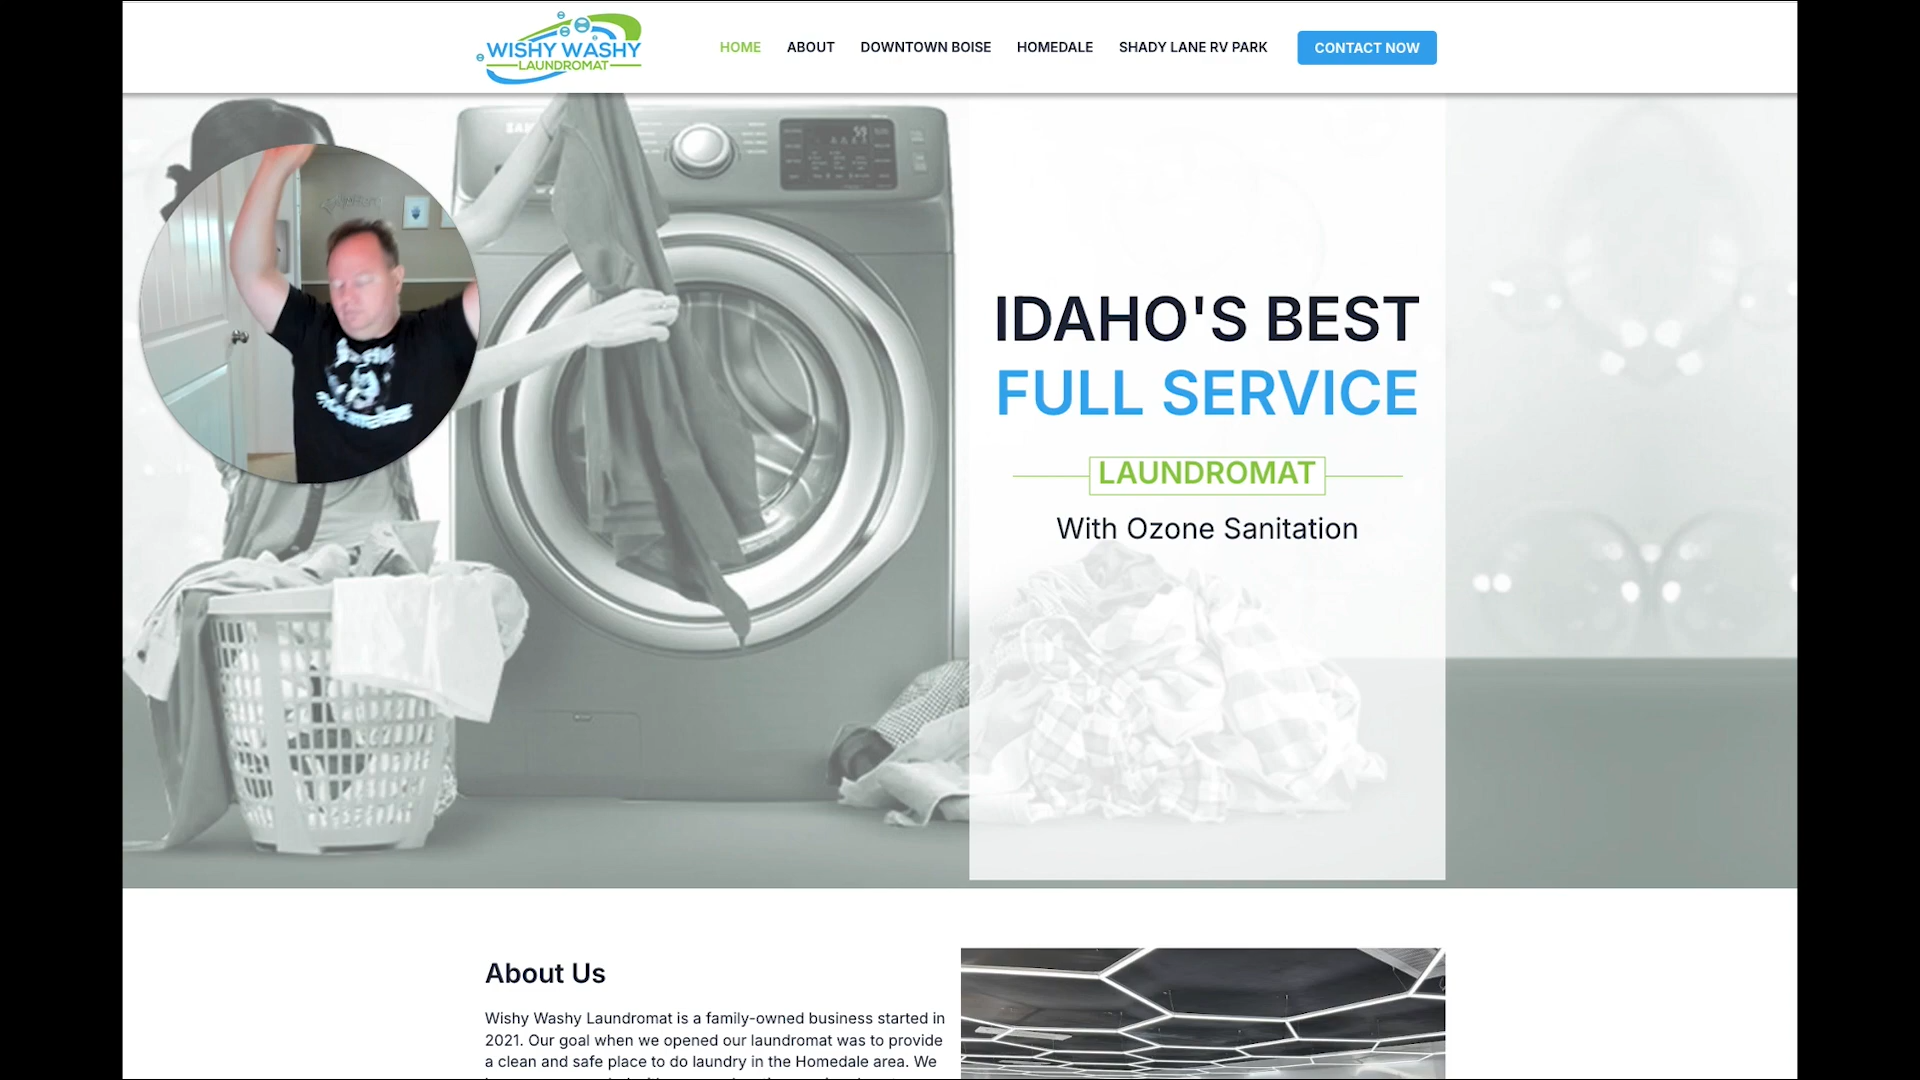 WISHY WASHY
LAUNDROMAT
HOME
ABOUT
DOWNTOWN BOISE
HOMEDALE
SHADY LANE RV PARK
CONTACT NOW
59
IDAHO'S BEST
FULL SERVICE
LAUNDROMAT
With Ozone Sanitation
About Us
Wishy Washy Laundromat is a family-owned business started in
2021. Our goal when we opened our laundromat was to provide
a clean and safe place to do laundry in the Homedale area. We